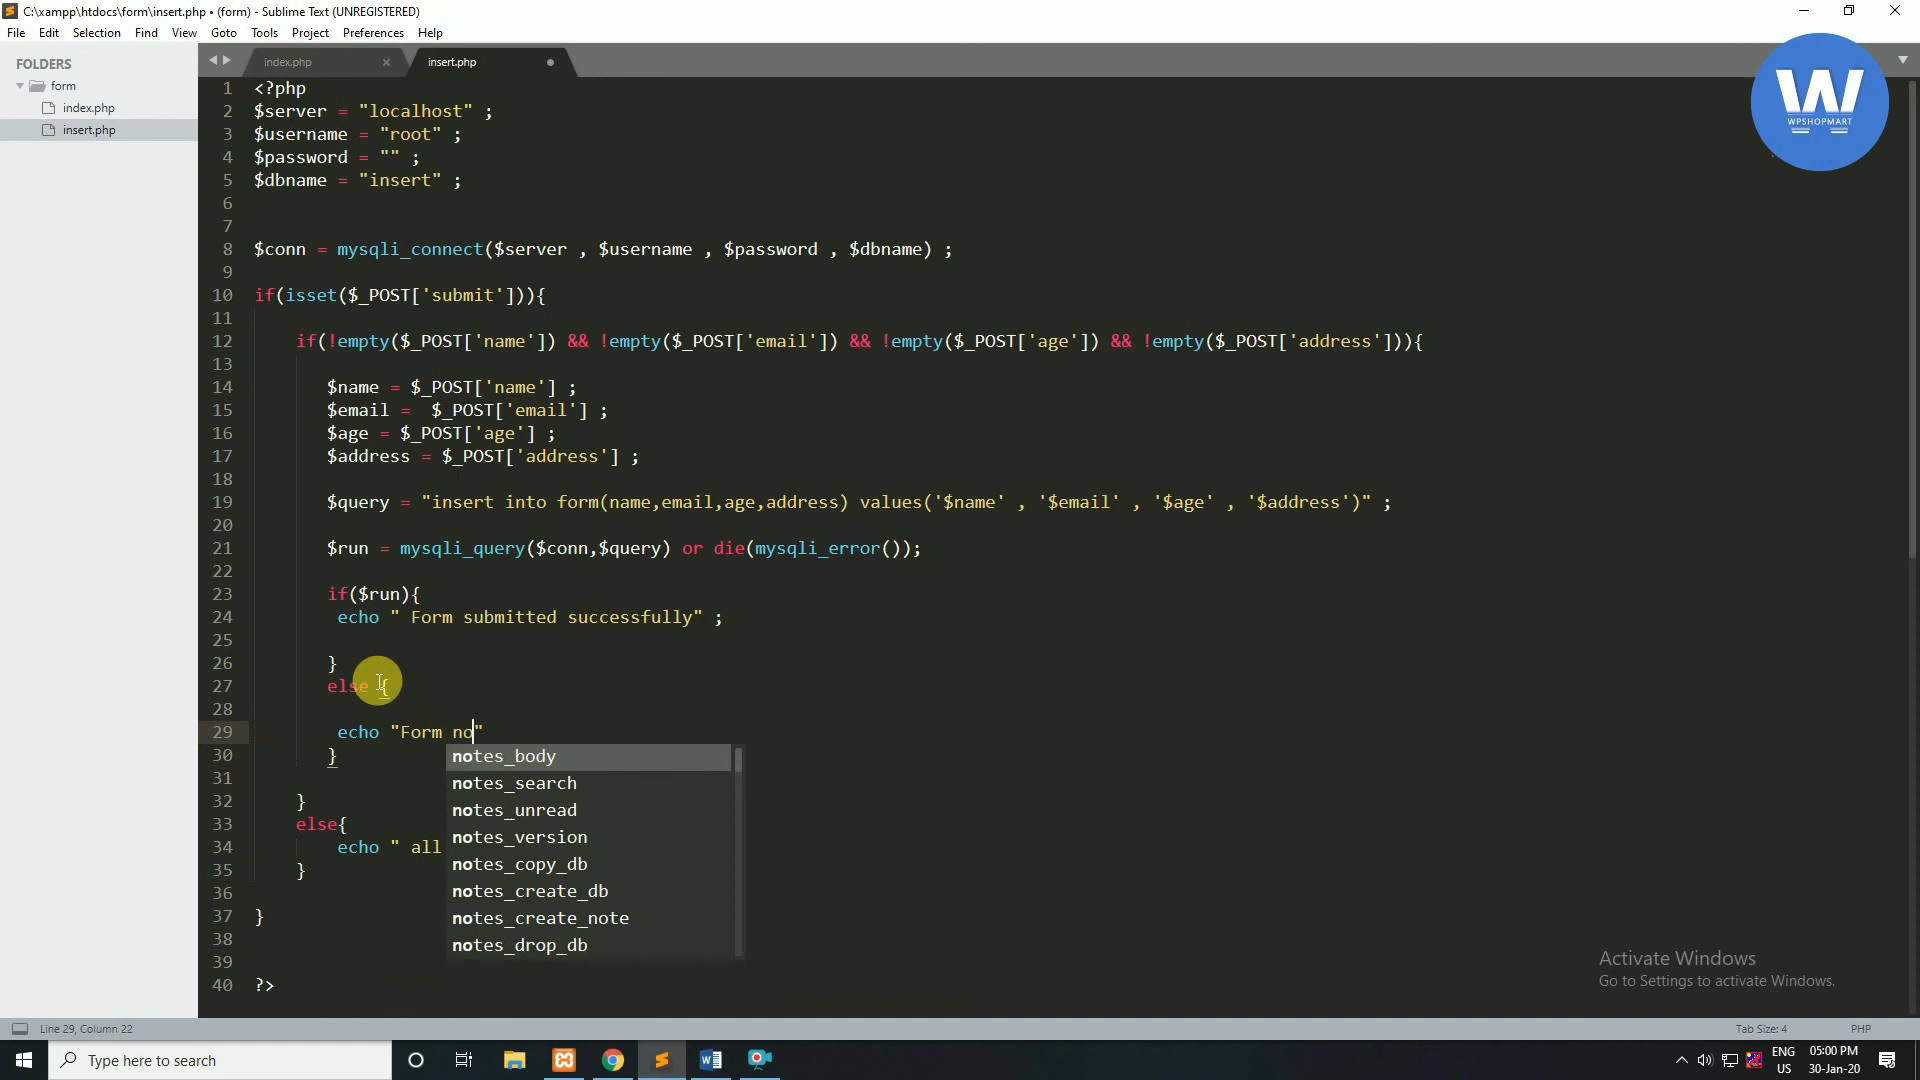 C:\xampp\htdocs\form\insert.php • (form) - Sublime Text (UNREGISTERED)
File Edit Selection Find View Goto Tools Project Preferences Help
FOLDERS
form
index.php
insert.php
index.php × insert.php
W
WPSHOPMART
1 <?php
2 $server = "localhost" ;
3 $username = "root" ;
4 $password = "" ;
5 $dbname = "insert" ;
6
7
8 $conn = mysqli_connect($server , $username , $password , $dbname) ;
9
10 if(isset($_POST['submit'])){
11
12 if(!empty($_POST['name']) && !empty($_POST['email']) && !empty($_POST['age']) && !empty($_POST['address'])){
13
14 $name = $_POST['name'] ;
15 $email =  $_POST['email'] ;
16 $age = $_POST['age'] ;
17 $address = $_POST['address'] ;
18
19 $query = "insert into form(name,email,age,address) values('$name' , '$email' , '$age' , '$address')" ;
20
21 $run = mysqli_query($conn,$query) or die(mysqli_error());
22
23 if($run){
24 echo " Form submitted successfully" ;
25
26 }
27 else {
28
29 echo "Form no"
30 }
31
32 }
33 else{
34 echo " all
35 }
36
37 }
38
39
40 ?>
notes_body
notes_search
notes_unread
notes_version
notes_copy_db
notes_create_db
notes_create_note
notes_drop_db
Activate Windows
Go to Settings to activate Windows.
Line 29, Column 22
Tab Size: 4 PHP
Type here to search
ENG
US
05:00 PM
30-Jan-20